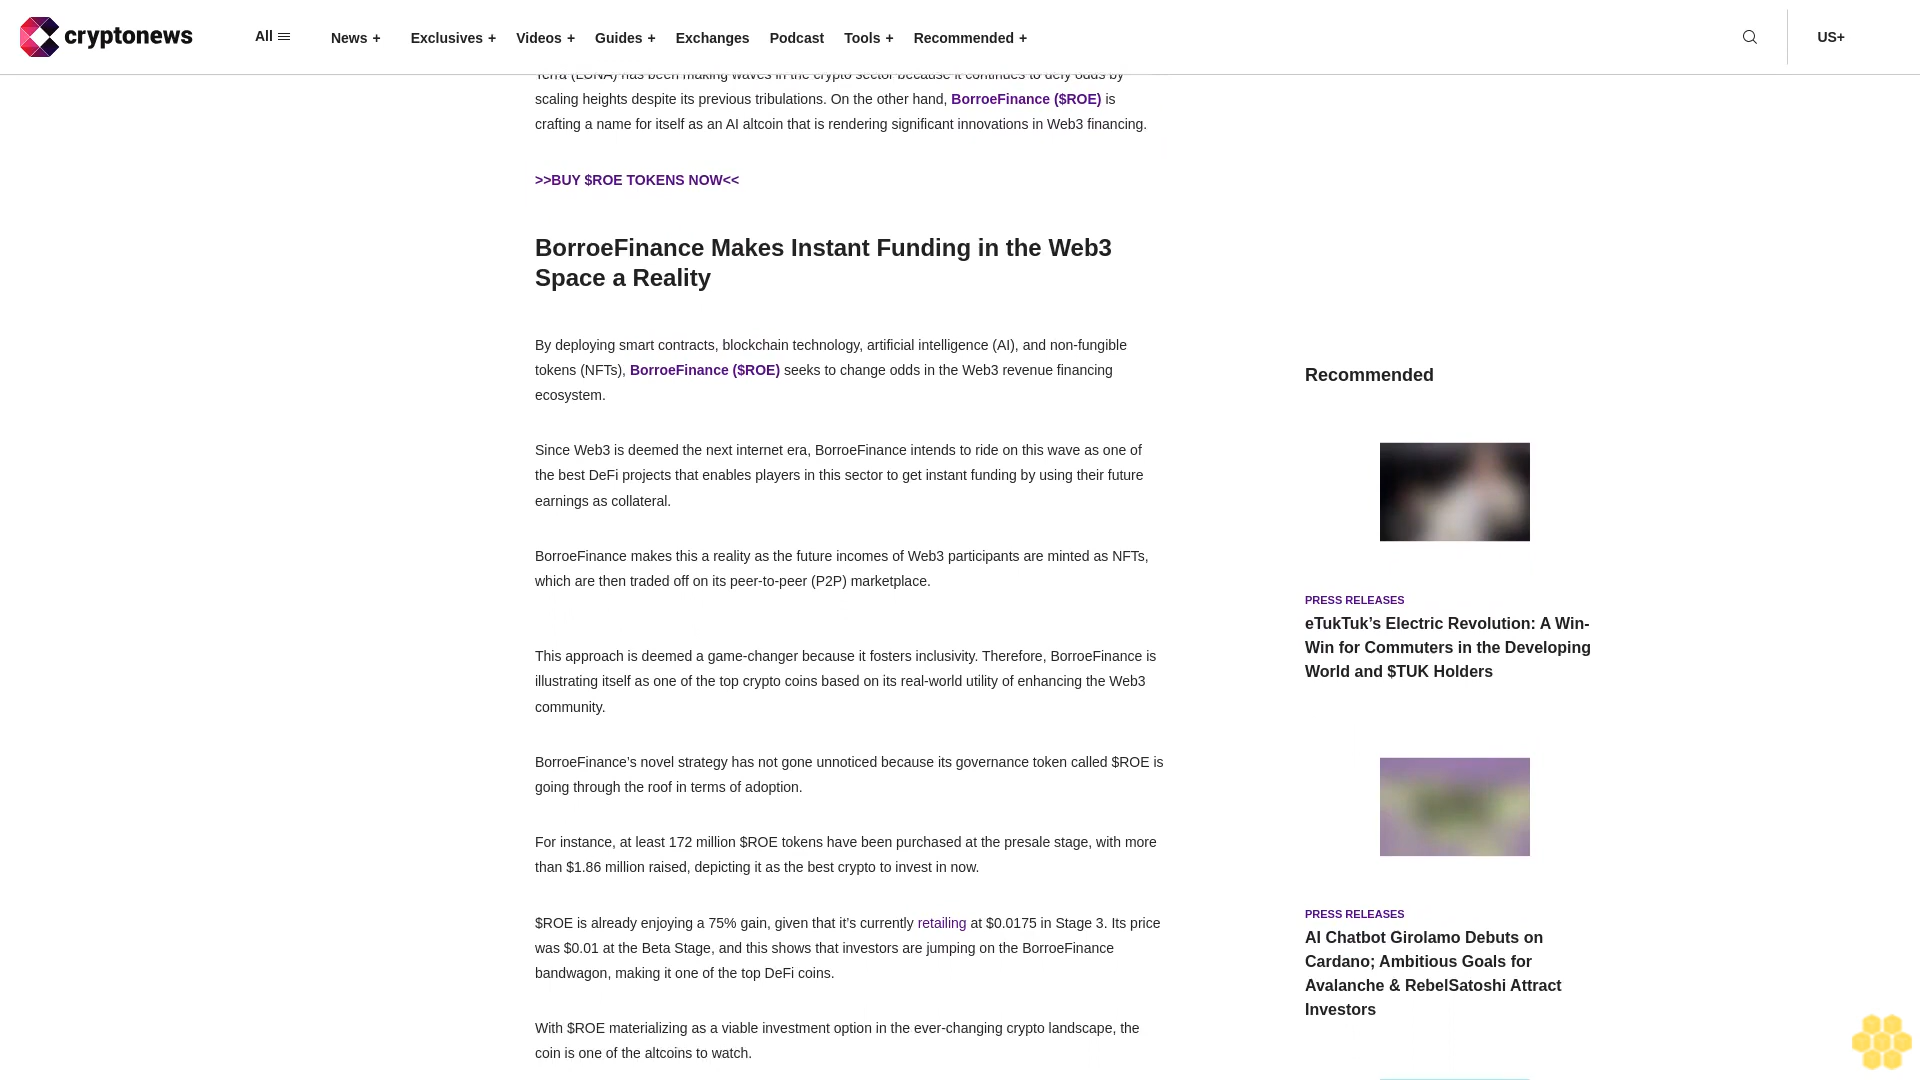 cryptonews
All
News +
Exclusives +
Videos +
Guides +
Exchanges
Podcast
Tools +
Recommended +
US+
Terra (LUNA) has been making waves in the crypto sector because it continues to defy odds by
scaling heights despite its previous tribulations. On the other hand, BorroeFinance ($ROE) is
crafting a name for itself as an AI altcoin that is rendering significant innovations in Web3 financing.
>>BUY $ROE TOKENS NOW<<
BorroeFinance Makes Instant Funding in the Web3
Space a Reality
By deploying smart contracts, blockchain technology, artificial intelligence (AI), and non-fungible
tokens (NFTs), BorroeFinance ($ROE) seeks to change odds in the Web3 revenue financing
ecosystem.
Since Web3 is deemed the next internet era, BorroeFinance intends to ride on this wave as one of
the best DeFi projects that enables players in this sector to get instant funding by using their future
earnings as collateral.
BorroeFinance makes this a reality as the future incomes of Web3 participants are minted as NFTs,
which are then traded off on its peer-to-peer (P2P) marketplace.
This approach is deemed a game-changer because it fosters inclusivity. Therefore, BorroeFinance is
illustrating itself as one of the top crypto coins based on its real-world utility of enhancing the Web3
community.
BorroeFinance’s novel strategy has not gone unnoticed because its governance token called $ROE is
going through the roof in terms of adoption.
For instance, at least 172 million $ROE tokens have been purchased at the presale stage, with more
than $1.86 million raised, depicting it as the best crypto to invest in now.
$ROE is already enjoying a 75% gain, given that it’s currently retailing at $0.0175 in Stage 3. Its price
was $0.01 at the Beta Stage, and this shows that investors are jumping on the BorroeFinance
bandwagon, making it one of the top DeFi coins.
With $ROE materializing as a viable investment option in the ever-changing crypto landscape, the
coin is one of the altcoins to watch.
Recommended
PRESS RELEASES
eTukTuk’s Electric Revolution: A Win-
Win for Commuters in the Developing
World and $TUK Holders
PRESS RELEASES
AI Chatbot Girolamo Debuts on
Cardano; Ambitious Goals for
Avalanche & RebelSatoshi Attract
Investors